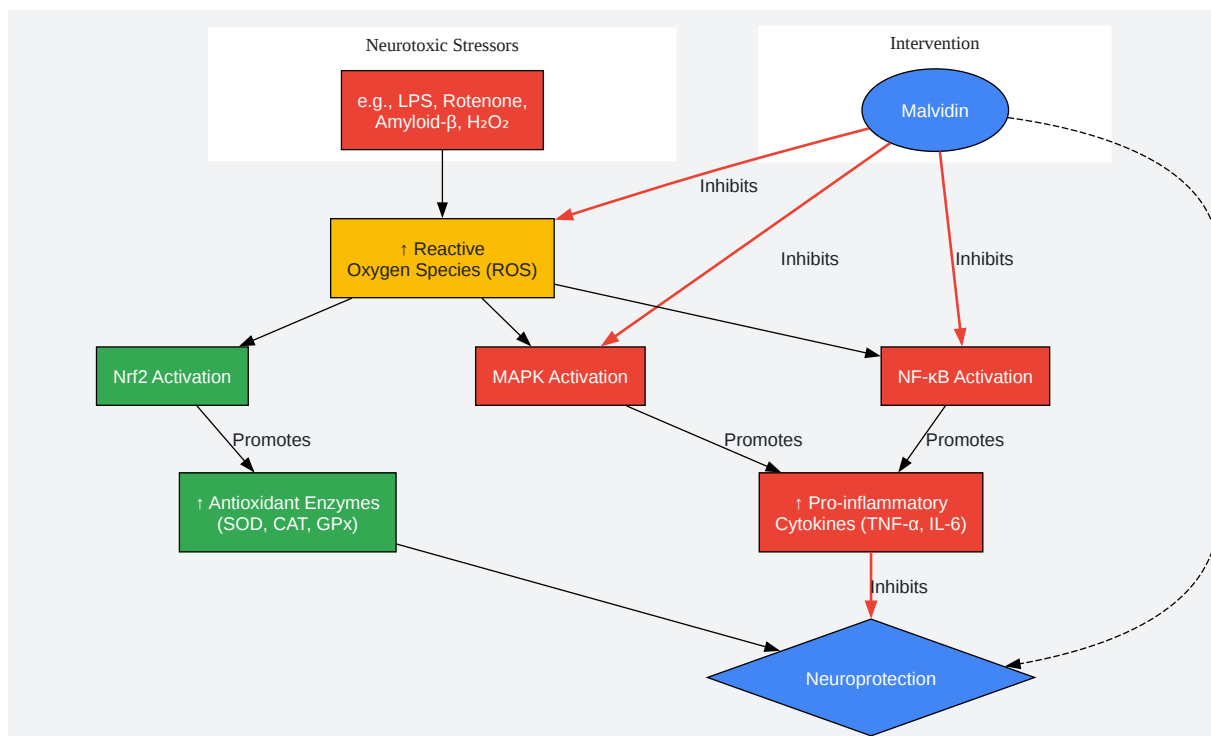 Neurotoxic Stressors
Intervention
e.g., LPS, Rotenone,
Amyloid-β, H₂O₂
Malvidin
Inhibits
↑ Reactive
Oxygen Species (ROS)
Inhibits
Inhibits
Nrf2 Activation
MAPK Activation
NF-κB Activation
Promotes
Promotes
Promotes
↑ Antioxidant Enzymes
(SOD, CAT, GPx)
↑ Pro-inflammatory
Cytokines (TNF-α, IL-6)
Inhibits
Neuroprotection